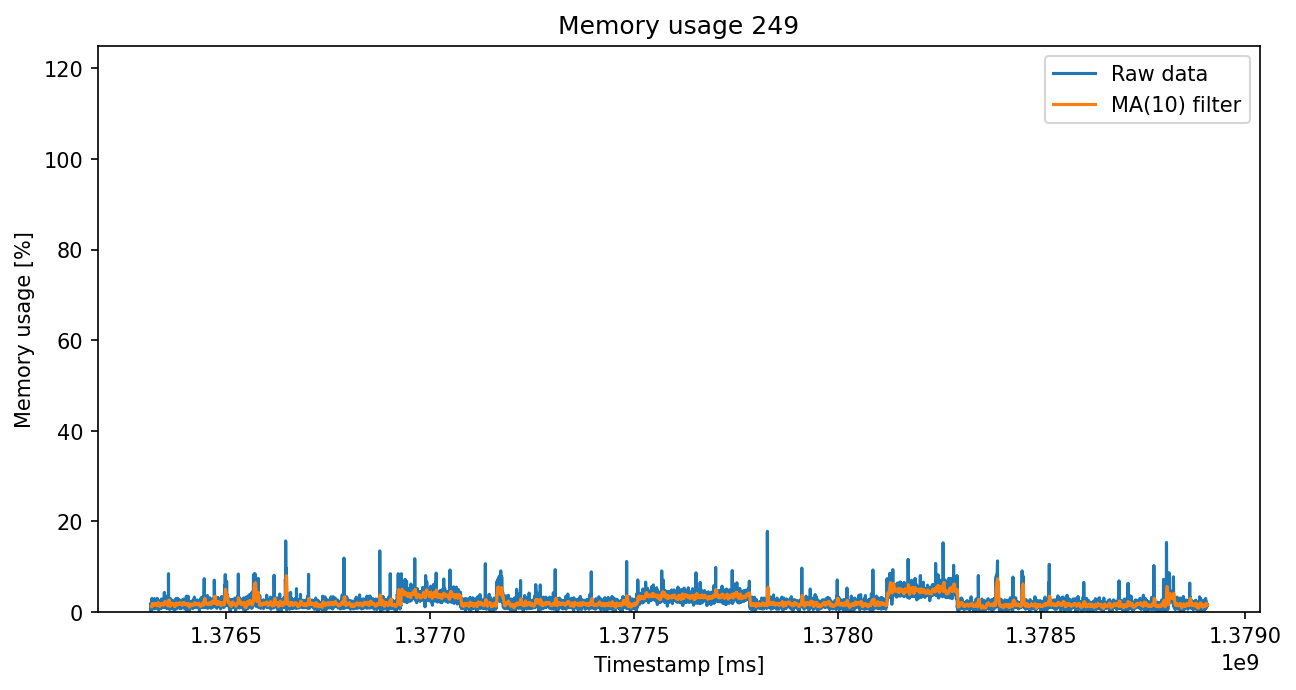 Memory usage 249
Raw data
MA(10) filter
Memory usage [%]
120
100
80
60
40
20
0
1.3765 1.3770 1.3775 1.3780 1.3785 1.3790
1e9
Timestamp [ms]